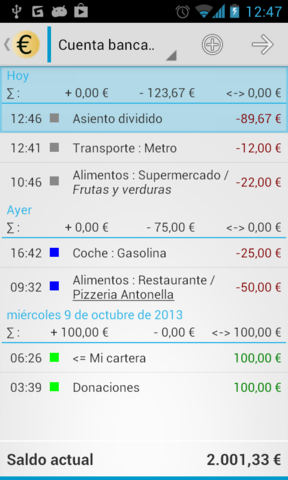 12:47
Cuenta banca..
Hoy
Σ: + 0,00 € - 123,67 € <-> 0,00 €
12:46 Asiento dividido -89,67 €
12:41 Transporte : Metro -12,00 €
10:46 Alimentos : Supermercado / -22,00 €
Frutas y verduras
Ayer
Σ: + 0,00 € - 75,00 € <-> 0,00 €
16:42 Coche : Gasolina -25,00 €
09:32 Alimentos : Restaurante / -50,00 €
Pizzeria Antonella
miércoles 9 de octubre de 2013
Σ: + 100,00 € - 0,00 € <-> 100,00 €
06:26 <= Mi cartera 100,00 €
03:39 Donaciones 100,00 €
Saldo actual 2.001,33 €